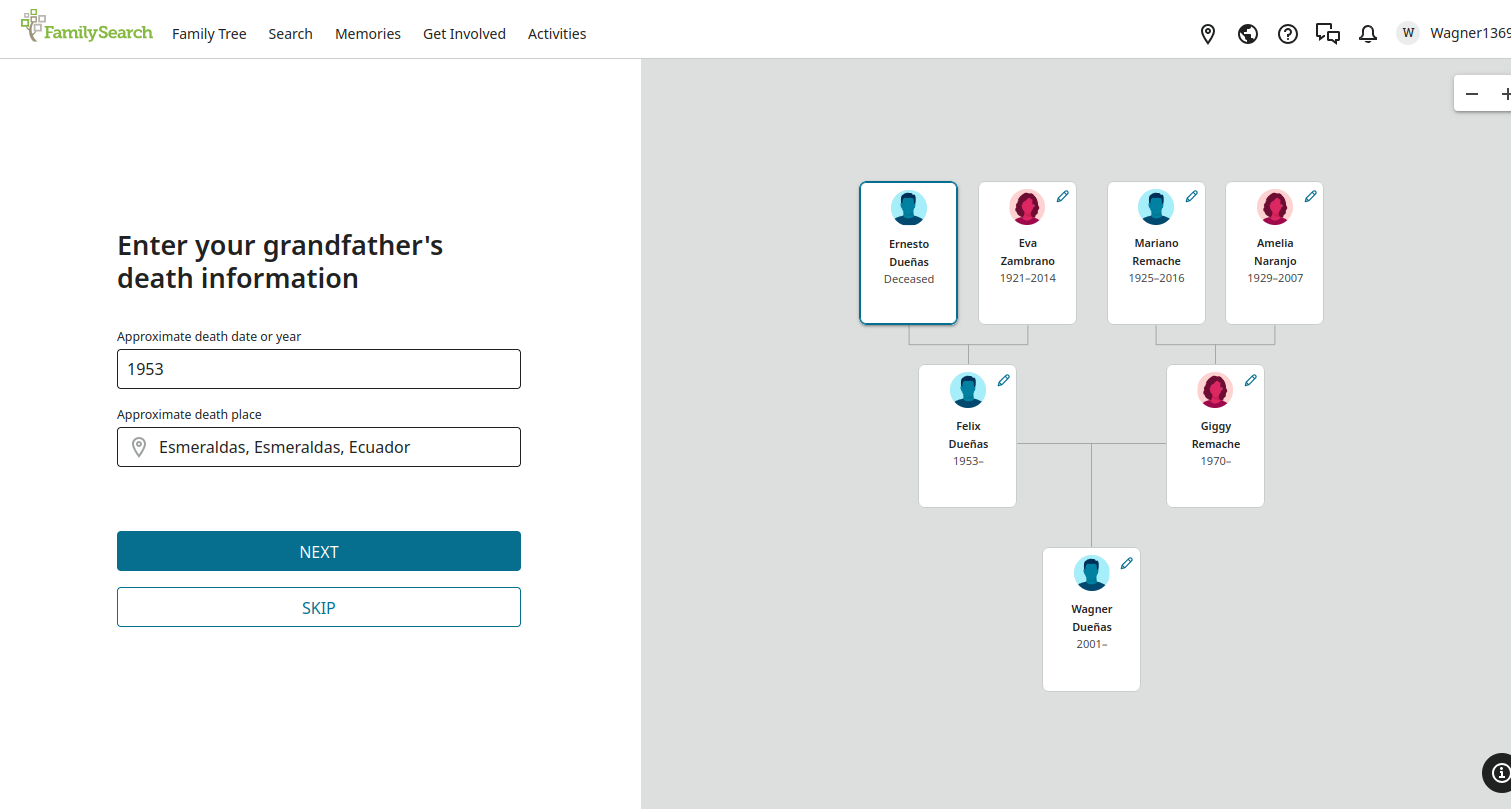 FamilySearch Family Tree Search Memories Get Involved Activities W Wagner1369
Enter your grandfather's
death information
Approximate death date or year
1953
Approximate death place
Esmeraldas, Esmeraldas, Ecuador
NEXT
SKIP
Ernesto
Dueñas
Deceased
Eva
Zambrano
1921–2014
Mariano
Remache
1925–2016
Amelia
Naranjo
1929–2007
Felix
Dueñas
1953–
Giggy
Remache
1970–
Wagner
Dueñas
2001–